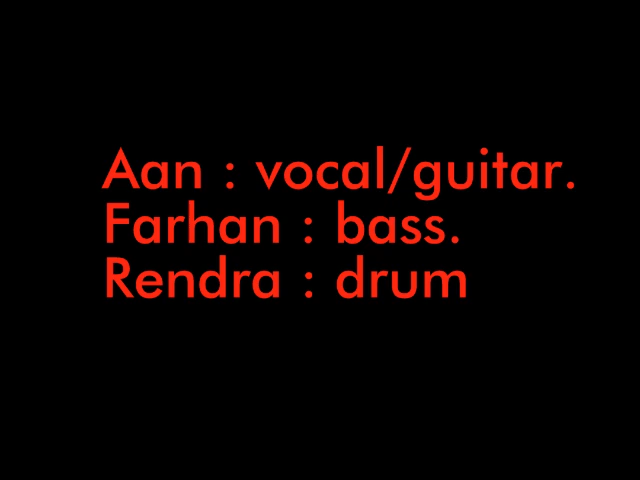 Aan : vocal/guitar.
Farhan : bass.
Rendra : drum